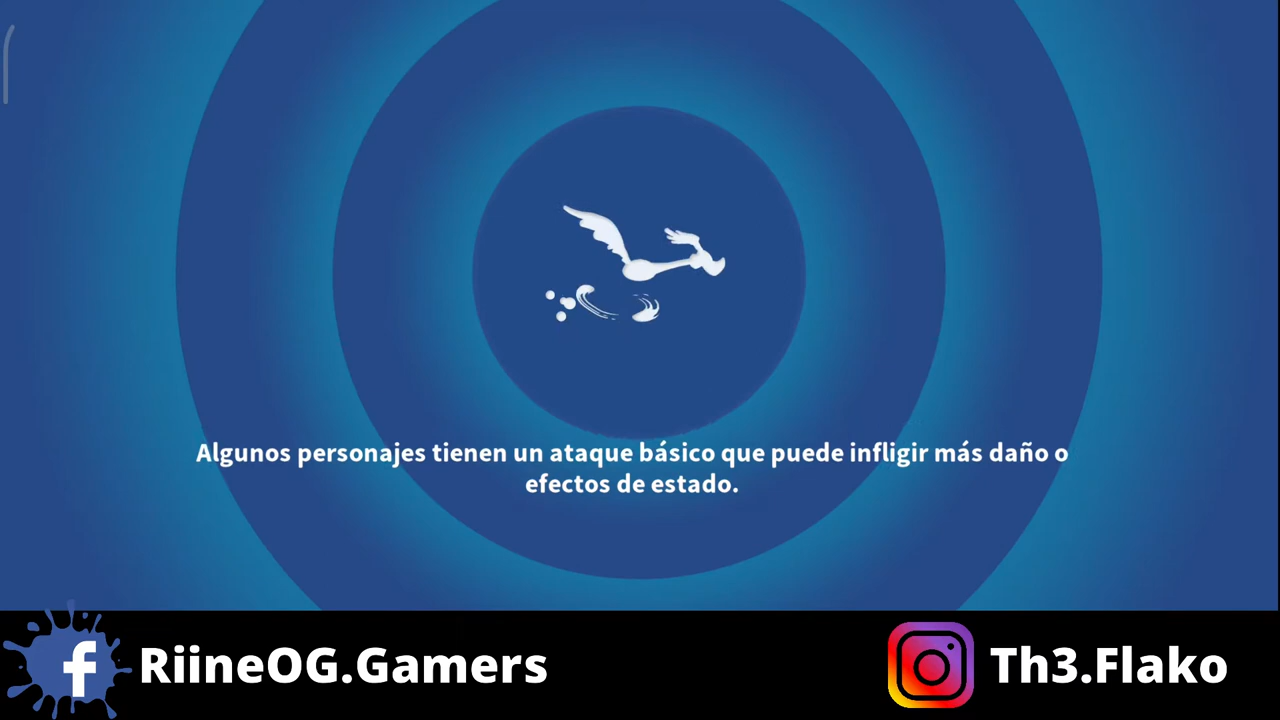 Algunos personajes tienen un ataque básico que puede infligir más daño o
efectos de estado.
RiineOG.Gamers
Th3.Flako